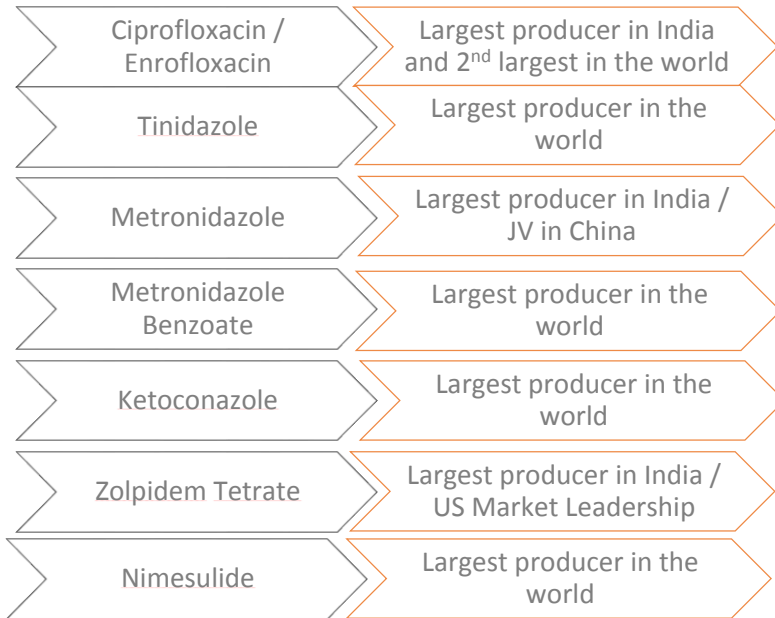 Ciprofloxacin /
Enrofloxacin
Largest producer in India
and 2nd largest in the world
Tinidazole
Largest producer in the
world
Metronidazole
Largest producer in India /
JV in China
Metronidazole
Benzoate
Largest producer in the
world
Ketoconazole
Largest producer in the
world
Zolpidem Tetrate
Largest producer in India /
US Market Leadership
Nimesulide
Largest producer in the
world